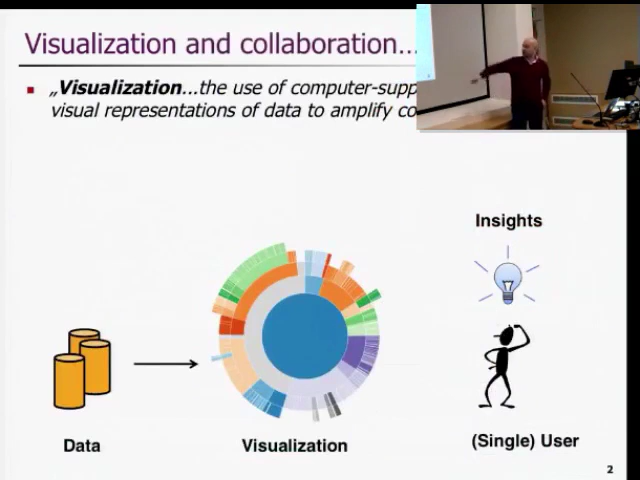 Visualization and collaboration...
„Visualization...the use of computer-supp
visual representations of data to amplify co
Insights
Data
Visualization
(Single) User
2